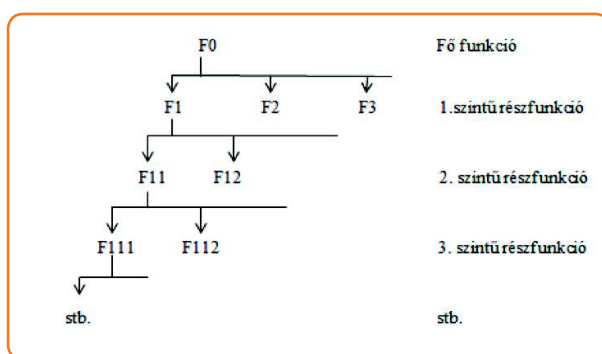 F0 Fő funkció
F1 F2 F3 1.szintű részfunkció
F11 F12 2. szintű részfunkció
F111 F112 3. szintű részfunkció
stb. stb.